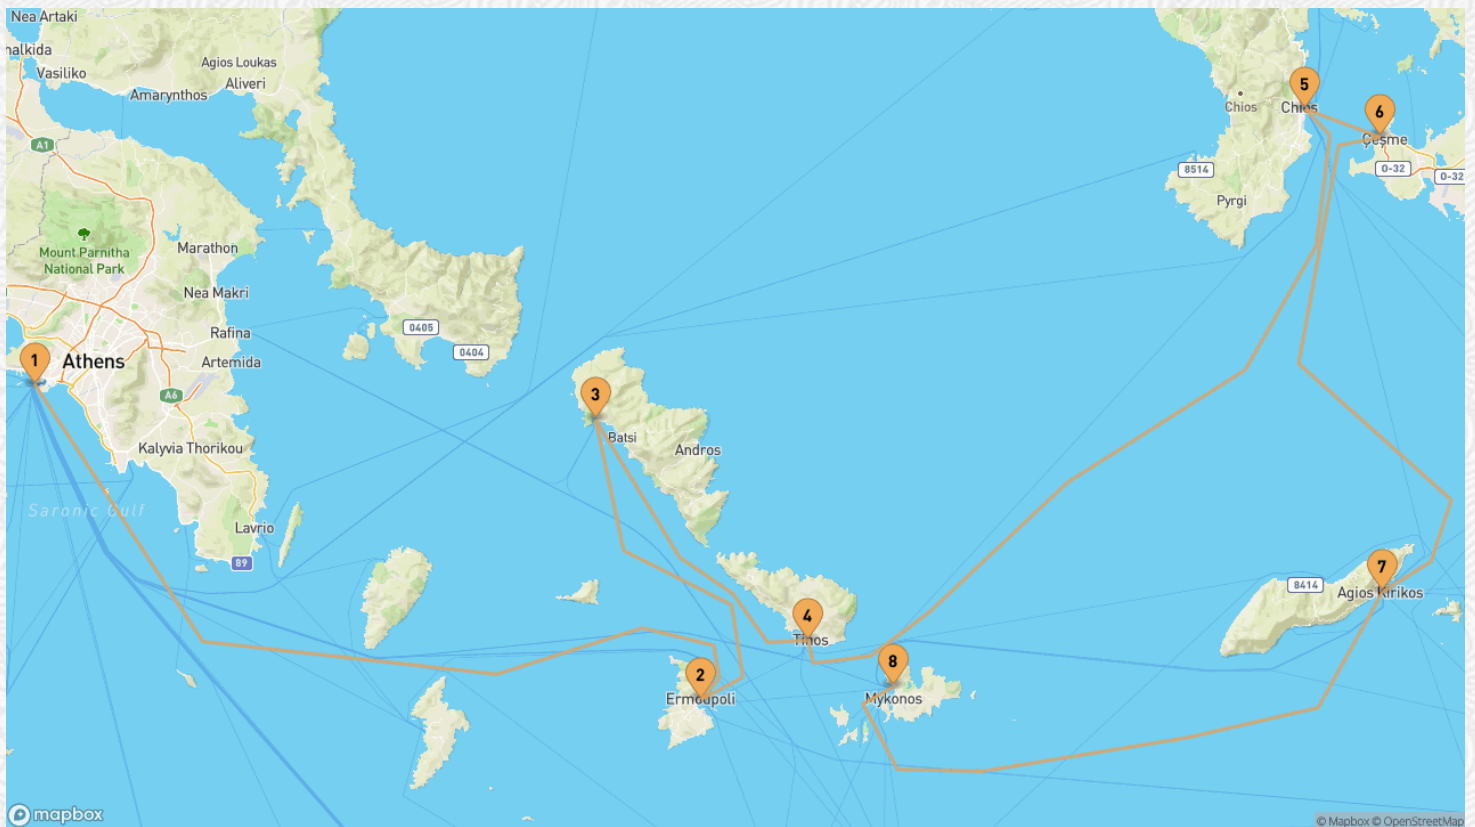 Nea Artaki
halkida
Vasiliko
Agios Loukas
Aliveri
Amarynthos
A1
5
Chios
Chios
6
Çeşme
8514
O-32
O-32
Pyrgi
Mount Parnitha
National Park
Marathon
Nea Makri
Rafina
0405
0404
1
Athens
Artemida
A6
3
Batsi
Andros
Kalyvia Thorikou
Saronic Gulf
Lavrio
89
4
Tinos
2
Ermoupoli
8
Mykonos
8414
7
Agios Kirikos
mapbox
© Mapbox © OpenStreetMap